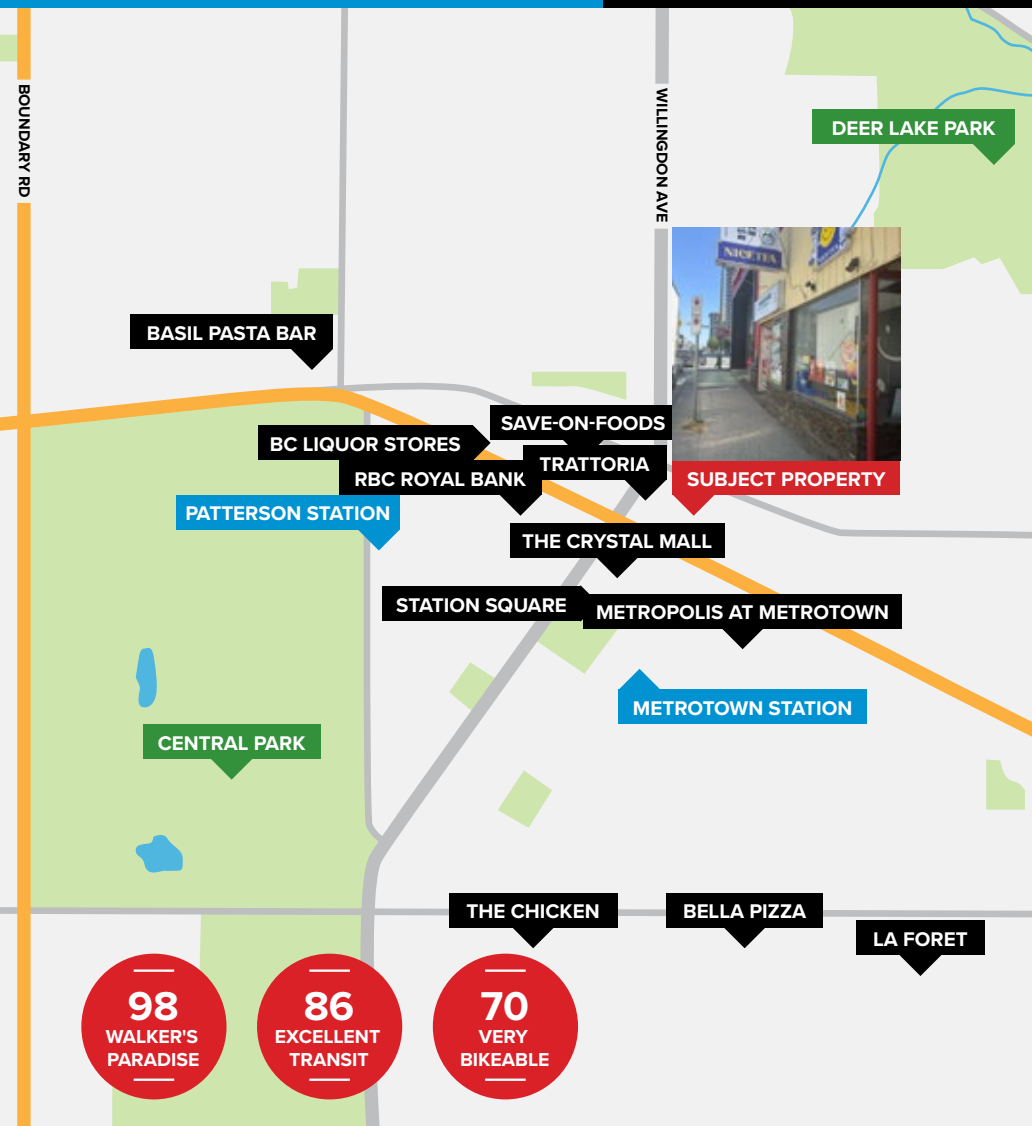 BOUNDARY RD
WILLINGDON AVE
DEER LAKE PARK
NICETEA
BASIL PASTA BAR
SAVE-ON-FOODS
BC LIQUOR STORES
TRATTORIA
RBC ROYAL BANK
SUBJECT PROPERTY
PATTERSON STATION
THE CRYSTAL MALL
STATION SQUARE
METROPOLIS AT METROTOWN
METROTOWN STATION
CENTRAL PARK
THE CHICKEN
BELLA PIZZA
LA FORET
98
WALKER'S
PARADISE
86
EXCELLENT
TRANSIT
70
VERY
BIKEABLE